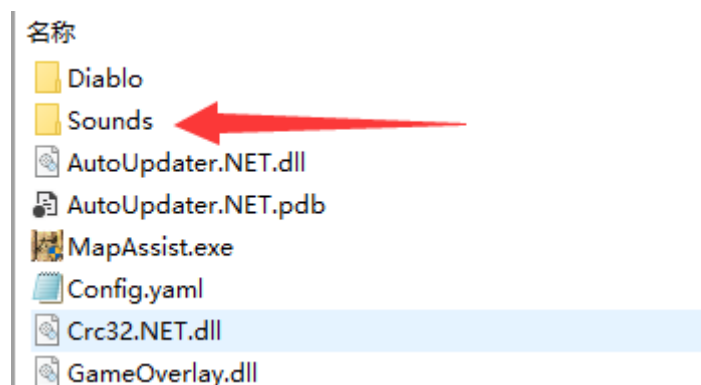 名称
Diablo
Sounds
AutoUpdater.NET.dll
AutoUpdater.NET.pdb
MapAssist.exe
Config.yaml
Crc32.NET.dll
GameOverlay.dll